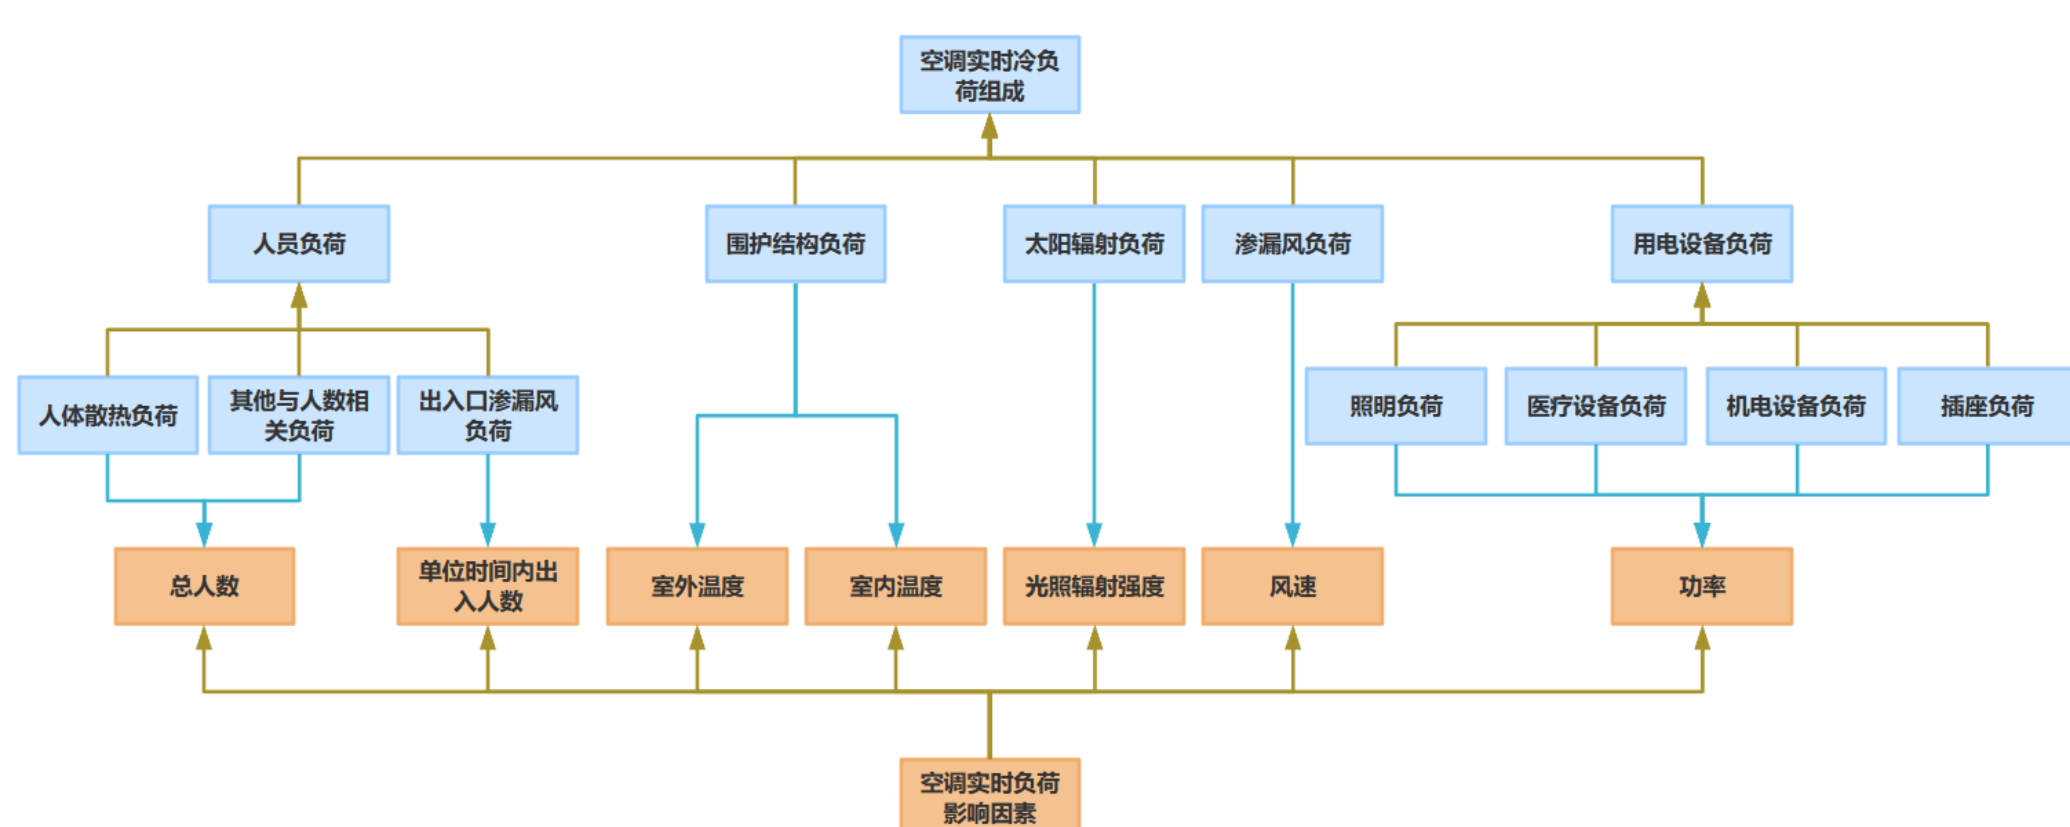 空调实时冷负
荷组成
人员负荷
围护结构负荷
太阳辐射负荷
渗漏风负荷
用电设备负荷
人体散热负荷
其他与人数相
关负荷
出入口渗漏风
负荷
照明负荷
医疗设备负荷
机电设备负荷
插座负荷
总人数
单位时间内出
入人数
室外温度
室内温度
光照辐射强度
风速
功率
空调实时负荷
影响因素